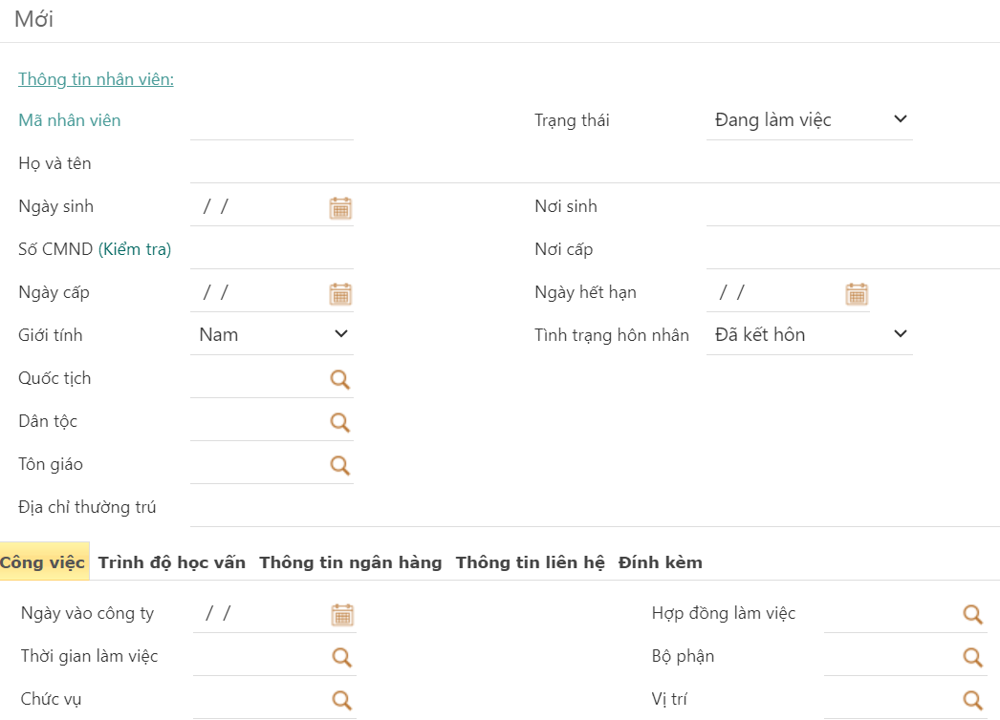 Mới
Thông tin nhân viên:
Mã nhân viên Trạng thái Đang làm việc
Họ và tên
Ngày sinh / / Nơi sinh
Số CMND (Kiểm tra) Nơi cấp
Ngày cấp / / Ngày hết hạn / /
Giới tính Nam Tình trạng hôn nhân Đã kết hôn
Quốc tịch
Dân tộc
Tôn giáo
Địa chỉ thường trú
Công việc Trình độ học vấn Thông tin ngân hàng Thông tin liên hệ Đính kèm
Ngày vào công ty / / Hợp đồng làm việc
Thời gian làm việc Bộ phận
Chức vụ Vị trí